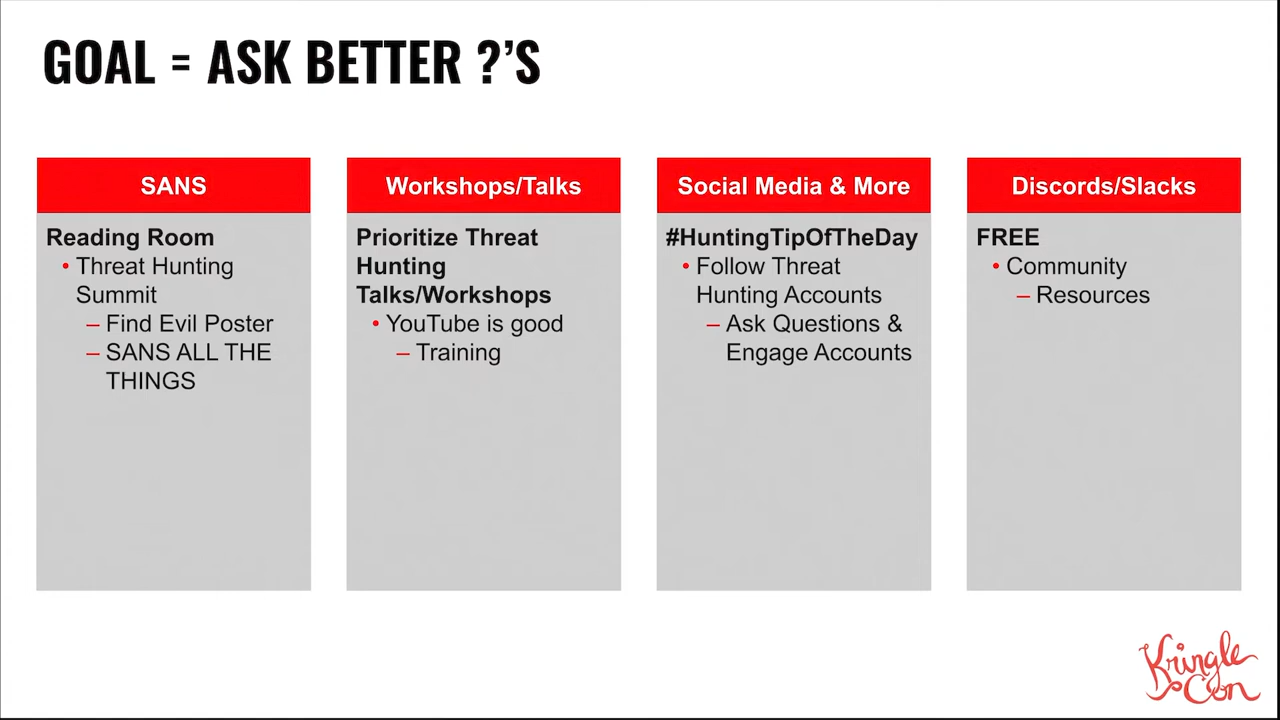 GOAL = ASK BETTER ?’S
SANS
Reading Room
• Threat Hunting
Summit
– Find Evil Poster
– SANS ALL THE
THINGS
Workshops/Talks
Prioritize Threat
Hunting
Talks/Workshops
• YouTube is good
– Training
Social Media & More
#HuntingTipOfTheDay
• Follow Threat
Hunting Accounts
– Ask Questions &
Engage Accounts
Discords/Slacks
FREE
• Community
– Resources
Kringle
Con